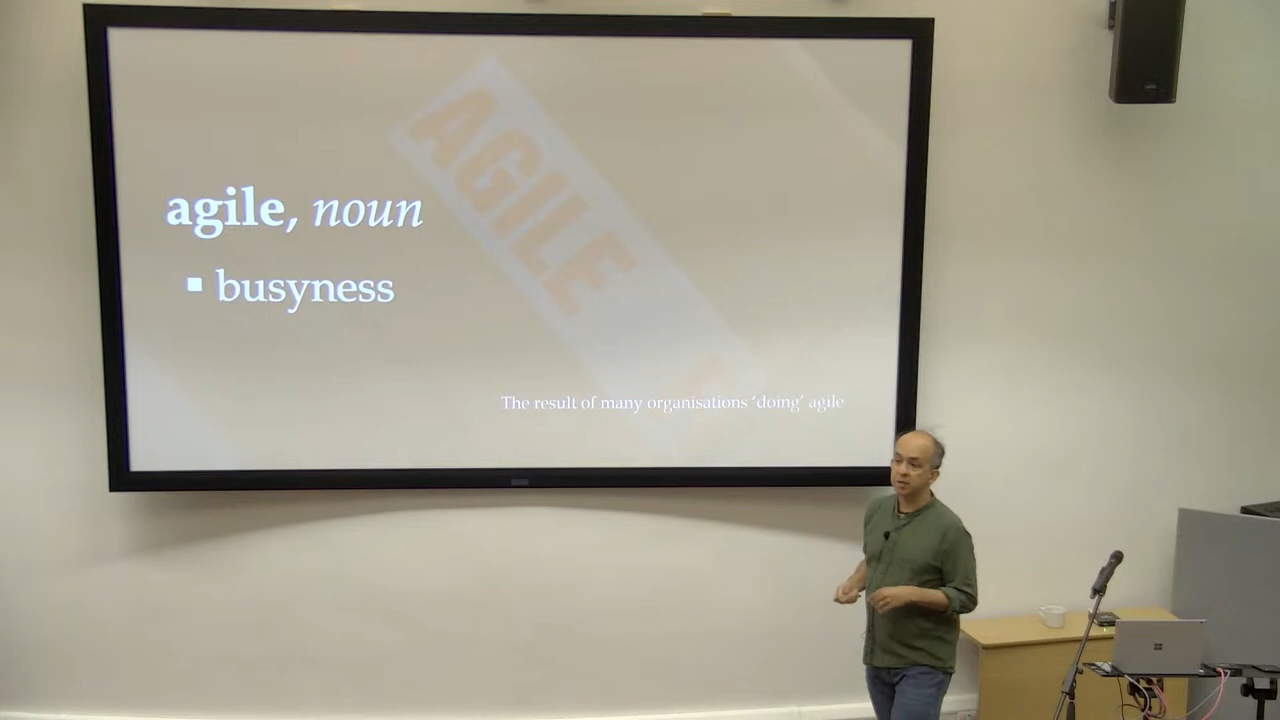 AGILE
agile, noun
▪ busyness
The result of many organisations ‘doing’ agile